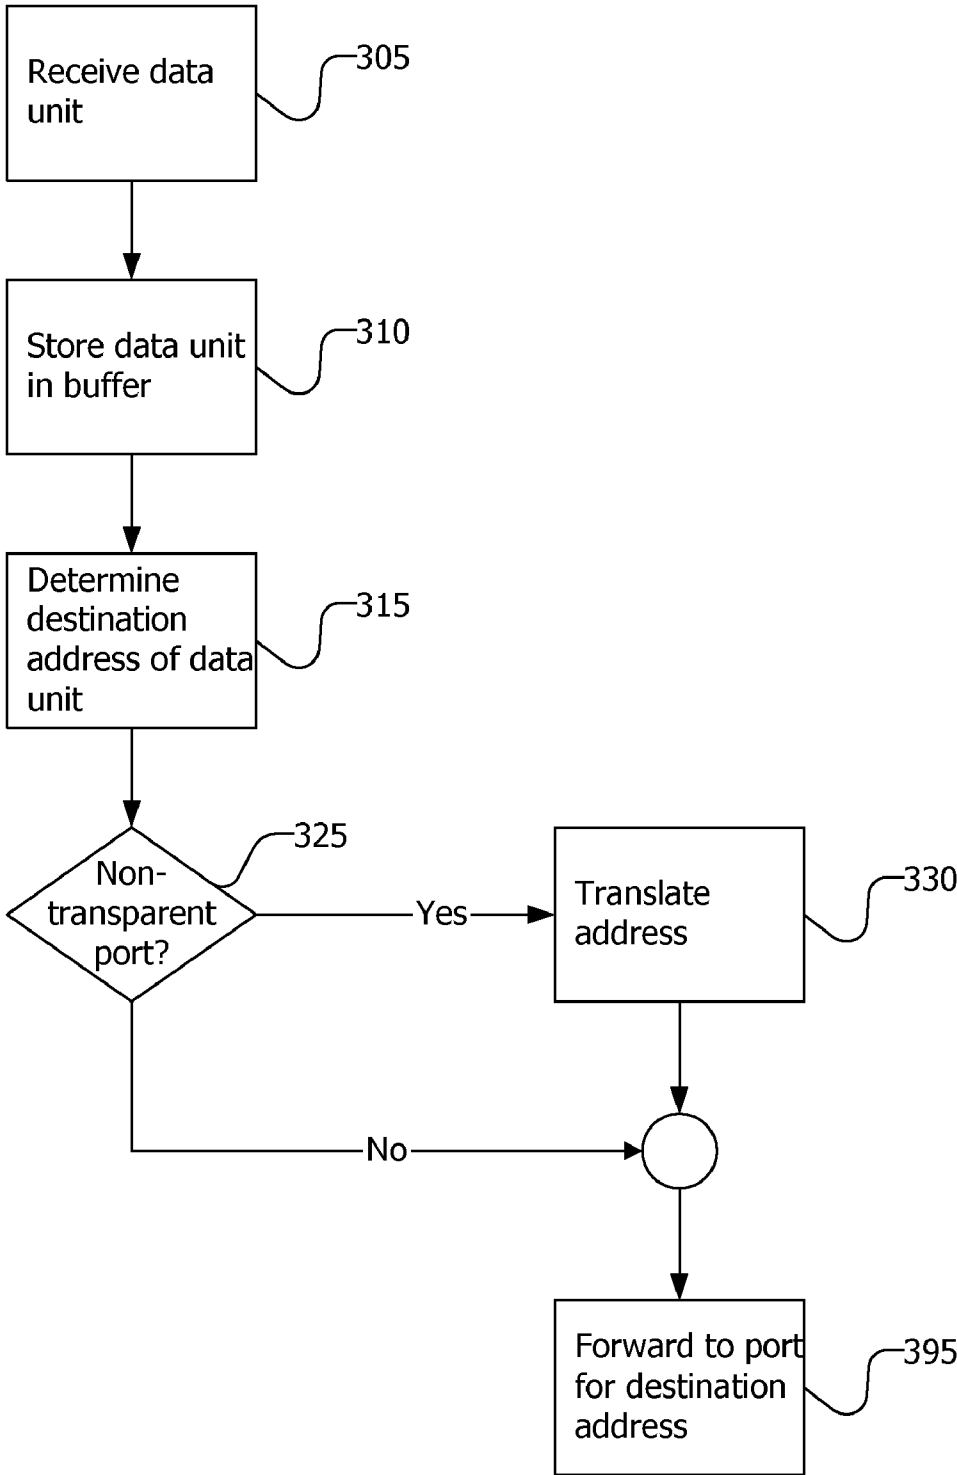 Receive data
unit
305
Store data unit
in buffer
310
Determine
destination
address of data
unit
315
Non-
transparent
port?
325
Yes
Translate
address
330
No
Forward to port
for destination
address
395